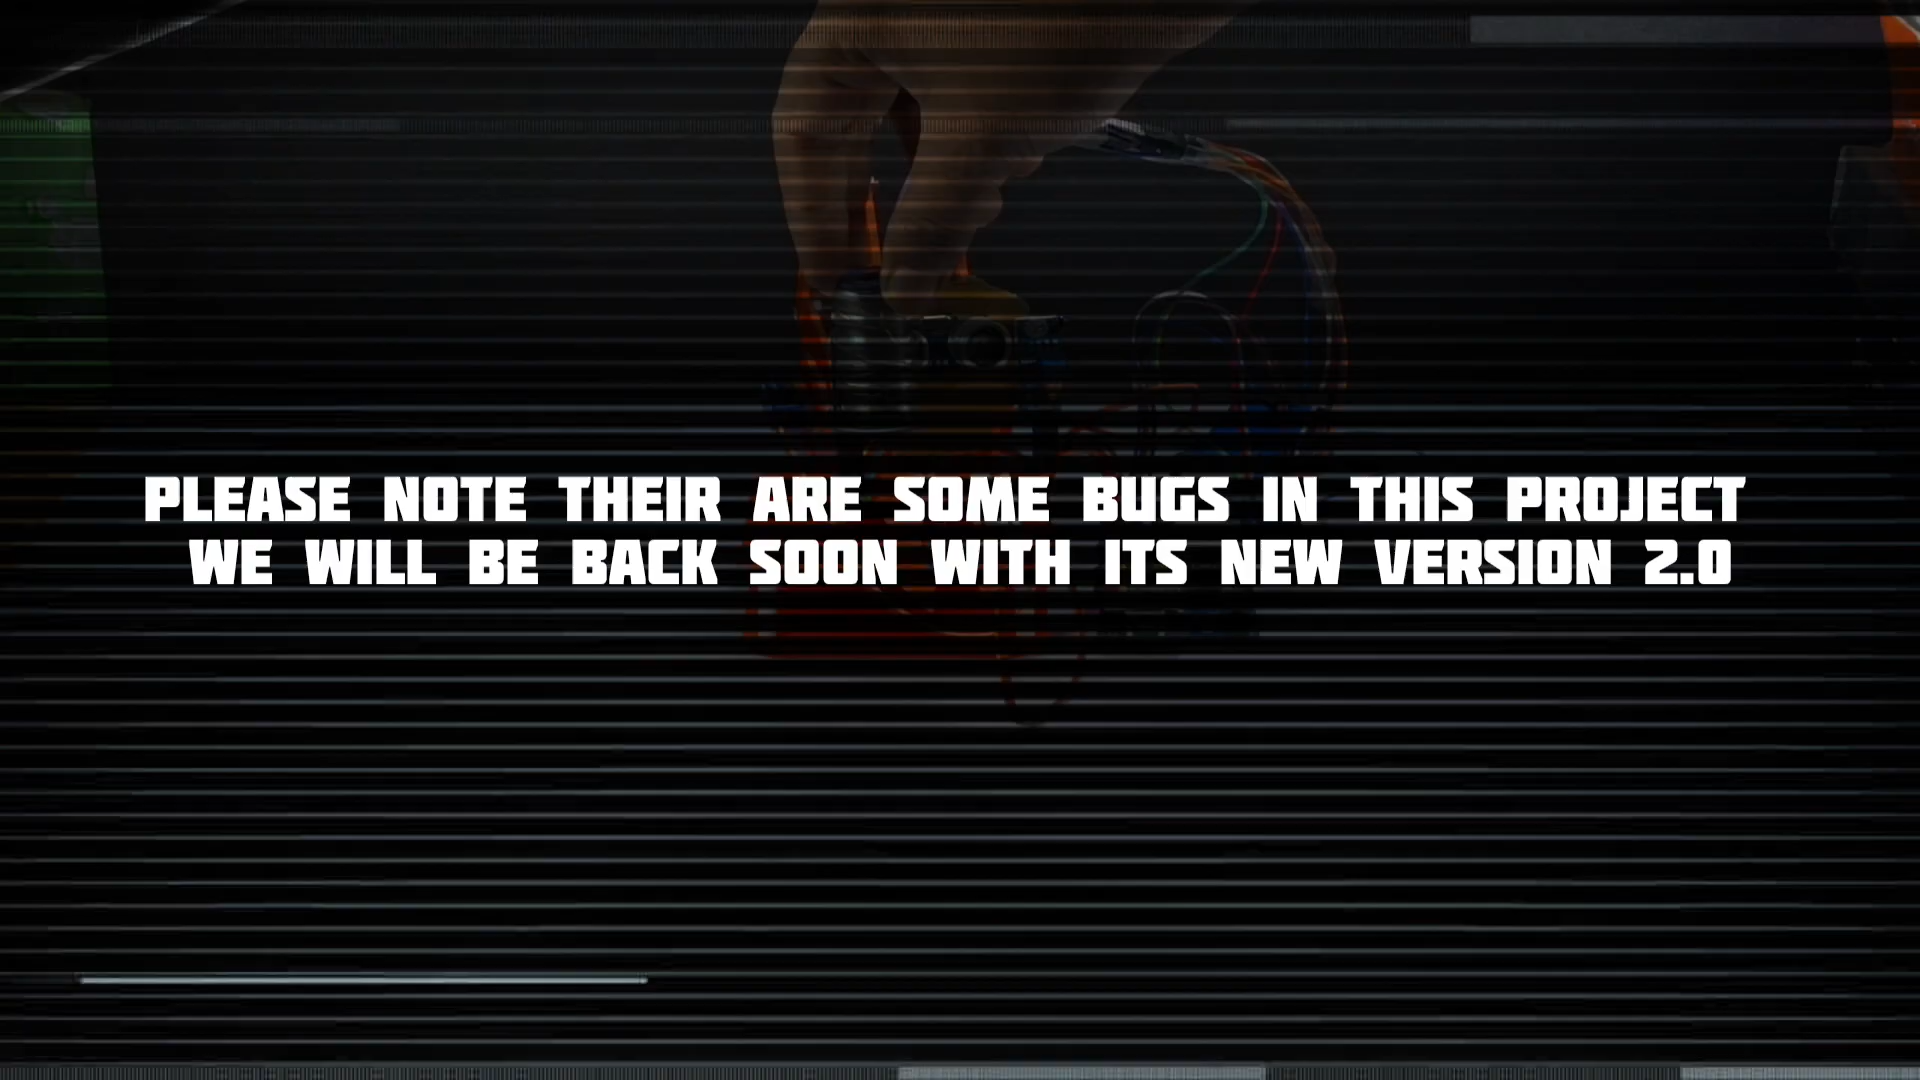 PLEASE NOTE THEIR ARE SOME BUGS IN THIS PROJECT
WE WILL BE BACK SOON WITH ITS NEW VERSION 2.0